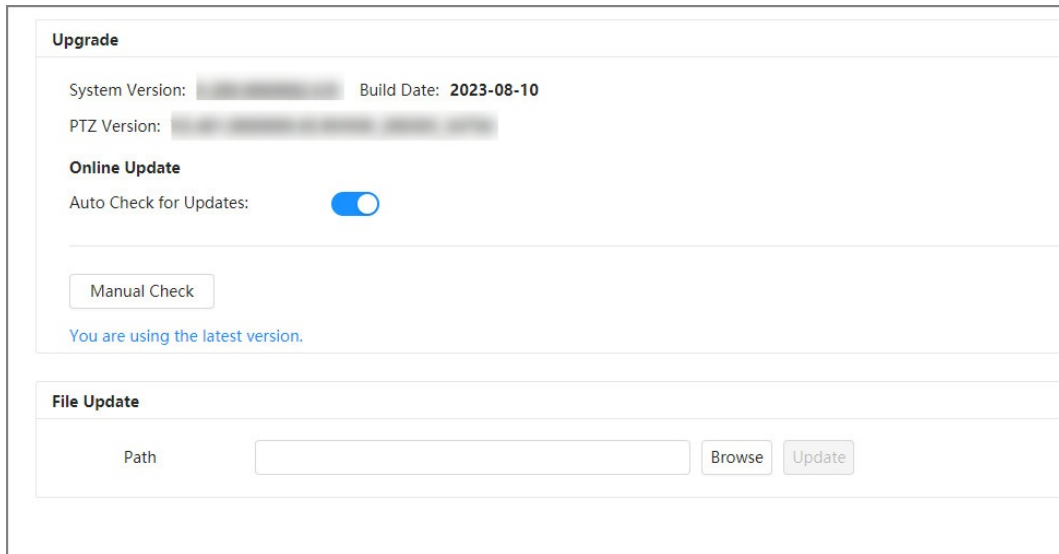 Upgrade
System Version: Build Date: 2023-08-10
PTZ Version:
Online Update
Auto Check for Updates:
Manual Check
You are using the latest version.
File Update
Path Browse Update